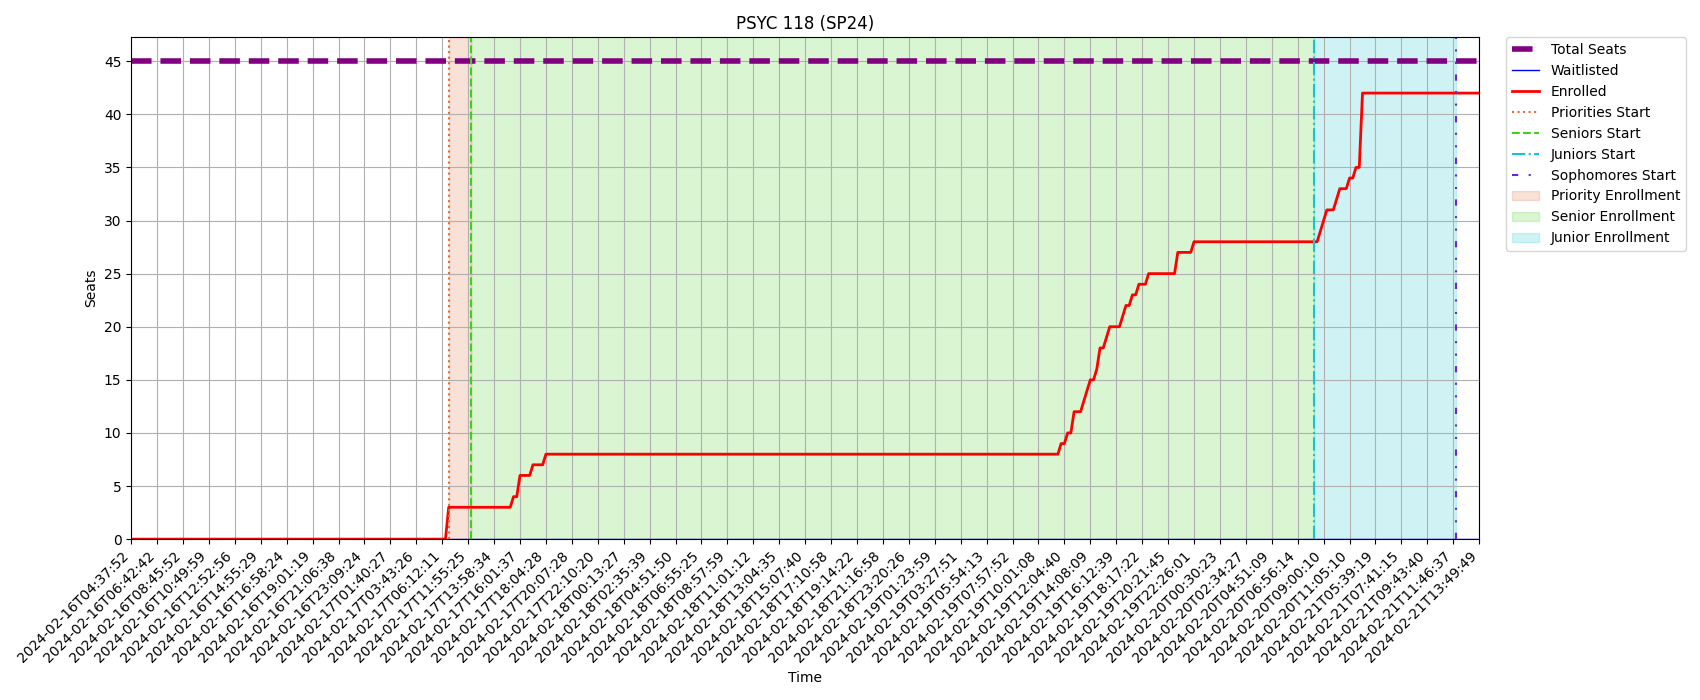 PSYC 118 (SP24)
Total Seats
Waitlisted
Enrolled
Priorities Start
Seniors Start
Juniors Start
Sophomores Start
Priority Enrollment
Senior Enrollment
Junior Enrollment
Seats
45
40
35
30
25
20
15
10
5
0
2024-02-16T04:37:52
2024-02-16T06:42:42
2024-02-16T08:45:52
2024-02-16T10:49:59
2024-02-16T12:52:56
2024-02-16T14:55:29
2024-02-16T16:58:24
2024-02-16T19:01:19
2024-02-16T21:06:38
2024-02-16T23:09:24
2024-02-17T01:40:27
2024-02-17T03:43:26
2024-02-17T06:12:11
2024-02-17T11:55:25
2024-02-17T13:58:34
2024-02-17T16:01:37
2024-02-17T18:04:28
2024-02-17T20:07:28
2024-02-17T22:10:20
2024-02-18T00:13:27
2024-02-18T02:35:39
2024-02-18T04:51:50
2024-02-18T06:55:25
2024-02-18T08:57:59
2024-02-18T11:01:12
2024-02-18T13:04:35
2024-02-18T15:07:40
2024-02-18T17:10:58
2024-02-18T19:14:22
2024-02-18T21:16:58
2024-02-18T23:20:26
2024-02-19T01:23:59
2024-02-19T03:27:51
2024-02-19T05:54:13
2024-02-19T07:57:52
2024-02-19T10:01:08
2024-02-19T12:04:40
2024-02-19T14:08:09
2024-02-19T16:12:39
2024-02-19T18:17:22
2024-02-19T20:21:45
2024-02-19T22:26:01
2024-02-20T00:30:23
2024-02-20T02:34:27
2024-02-20T04:51:09
2024-02-20T06:56:14
2024-02-20T09:00:10
2024-02-20T11:05:10
2024-02-21T05:39:19
2024-02-21T07:41:15
2024-02-21T09:43:40
2024-02-21T11:46:37
2024-02-21T13:49:49
Time